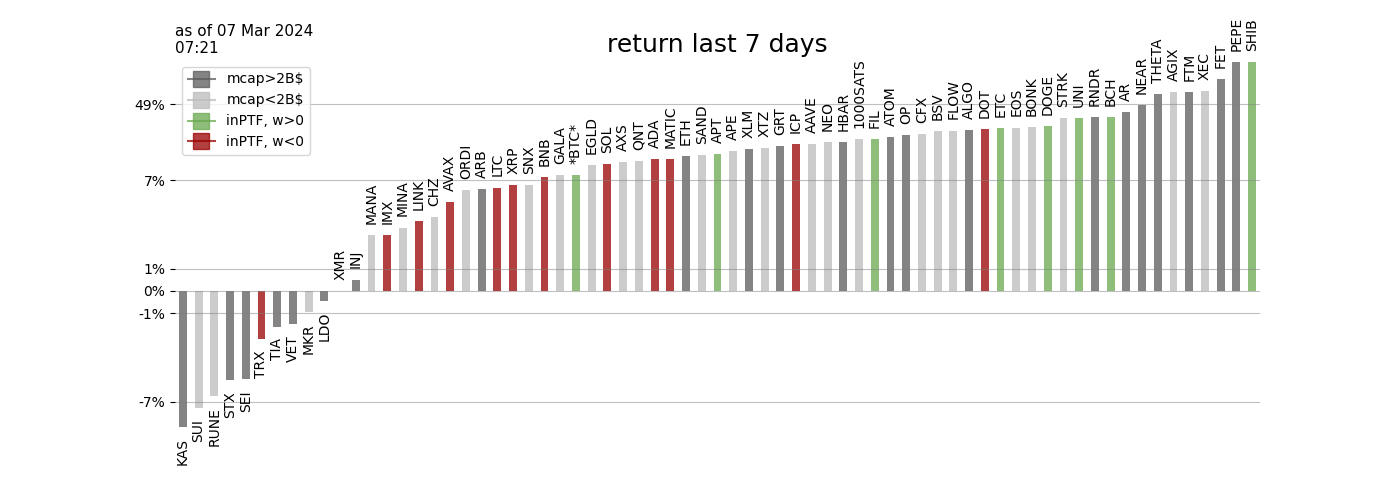 as of 07 Mar 2024
07:21
return last 7 days
mcap>2B$
mcap<2B$
inPTF, w>0
inPTF, w<0
49%
7%
1%
0%
-1%
-7%
KAS
SUI
RUNE
STX
SEI
TRX
TIA
VET
MKR
LDO
XMR
INJ
MANA
IMX
MINA
LINK
CHZ
AVAX
ORDI
ARB
LTC
XRP
SNX
BNB
GALA
*BTC*
EGLD
SOL
AXS
QNT
ADA
MATIC
ETH
SAND
APT
APE
XLM
XTZ
GRT
ICP
AAVE
NEO
HBAR
1000SATS
FIL
ATOM
OP
CFX
BSV
FLOW
ALGO
DOT
ETC
EOS
BONK
DOGE
STRK
UNI
RNDR
BCH
AR
NEAR
THETA
AGIX
FTM
XEC
FET
PEPE
SHIB